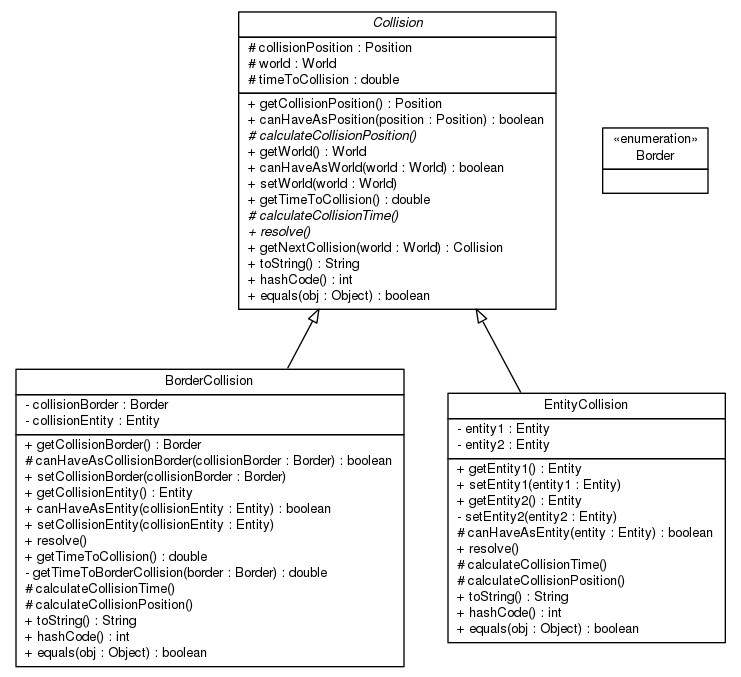 Collision
# collisionPosition : Position
# world : World
# timeToCollision : double
+ getCollisionPosition() : Position
+ canHaveAsPosition(position : Position) : boolean
# calculateCollisionPosition()
+ getWorld() : World
+ canHaveAsWorld(world : World) : boolean
+ setWorld(world : World)
+ getTimeToCollision() : double
# calculateCollisionTime()
+ resolve()
+ getNextCollision(world : World) : Collision
+ toString() : String
+ hashCode() : int
+ equals(obj : Object) : boolean
«enumeration»
Border
BorderCollision
- collisionBorder : Border
- collisionEntity : Entity
+ getCollisionBorder() : Border
# canHaveAsCollisionBorder(collisionBorder : Border) : boolean
+ setCollisionBorder(collisionBorder : Border)
+ getCollisionEntity() : Entity
+ canHaveAsEntity(collisionEntity : Entity) : boolean
+ setCollisionEntity(collisionEntity : Entity)
+ resolve()
+ getTimeToCollision() : double
- getTimeToBorderCollision(border : Border) : double
# calculateCollisionTime()
# calculateCollisionPosition()
+ toString() : String
+ hashCode() : int
+ equals(obj : Object) : boolean
EntityCollision
- entity1 : Entity
- entity2 : Entity
+ getEntity1() : Entity
+ setEntity1(entity1 : Entity)
+ getEntity2() : Entity
- setEntity2(entity2 : Entity)
# canHaveAsEntity(entity : Entity) : boolean
+ resolve()
# calculateCollisionTime()
# calculateCollisionPosition()
+ toString() : String
+ hashCode() : int
+ equals(obj : Object) : boolean